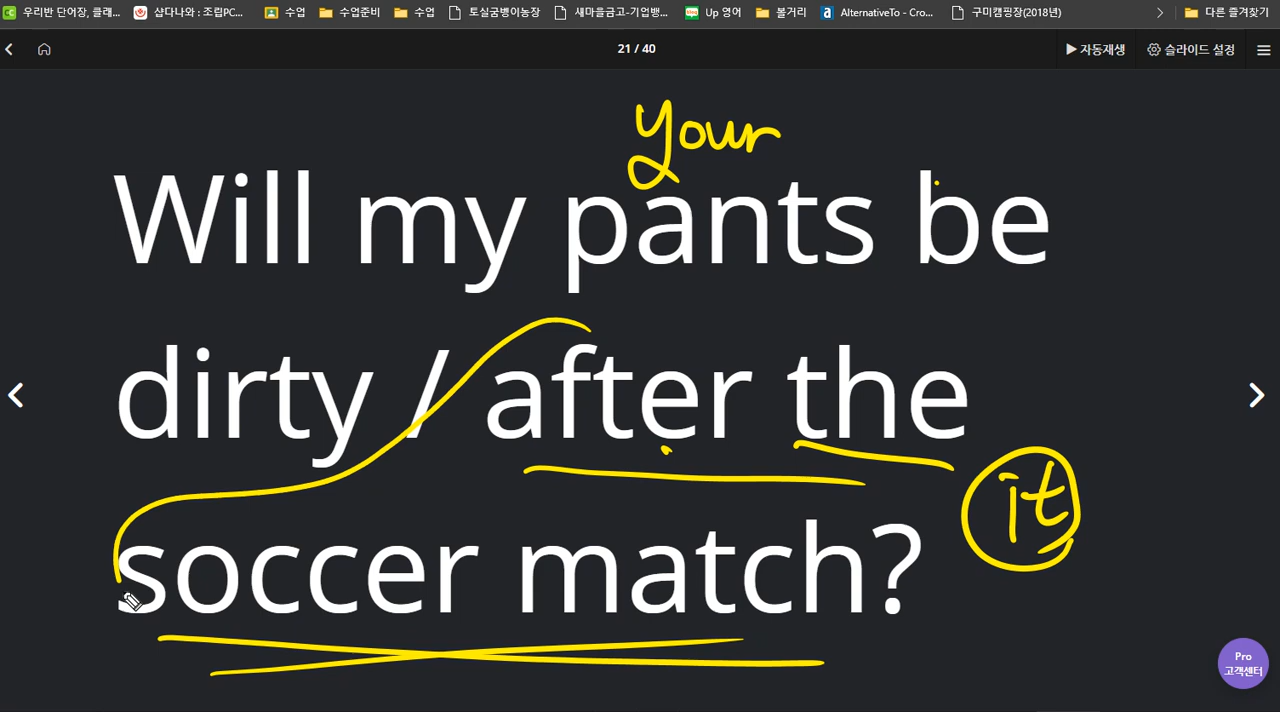 우리반 단어장, 클래... 샵다나와 : 조립PC... 수업 수업준비 수업 토실굼벵이농장 새마을금고-기업뱅... Up 영어 볼거리 AlternativeTo - Cro... 구미캠핑장(2018년) 다른 즐겨찾기
21 / 40 자동재생 슬라이드 설정
your
Will my pants be
dirty / after the
it
soccer match?
Pro
고객센터